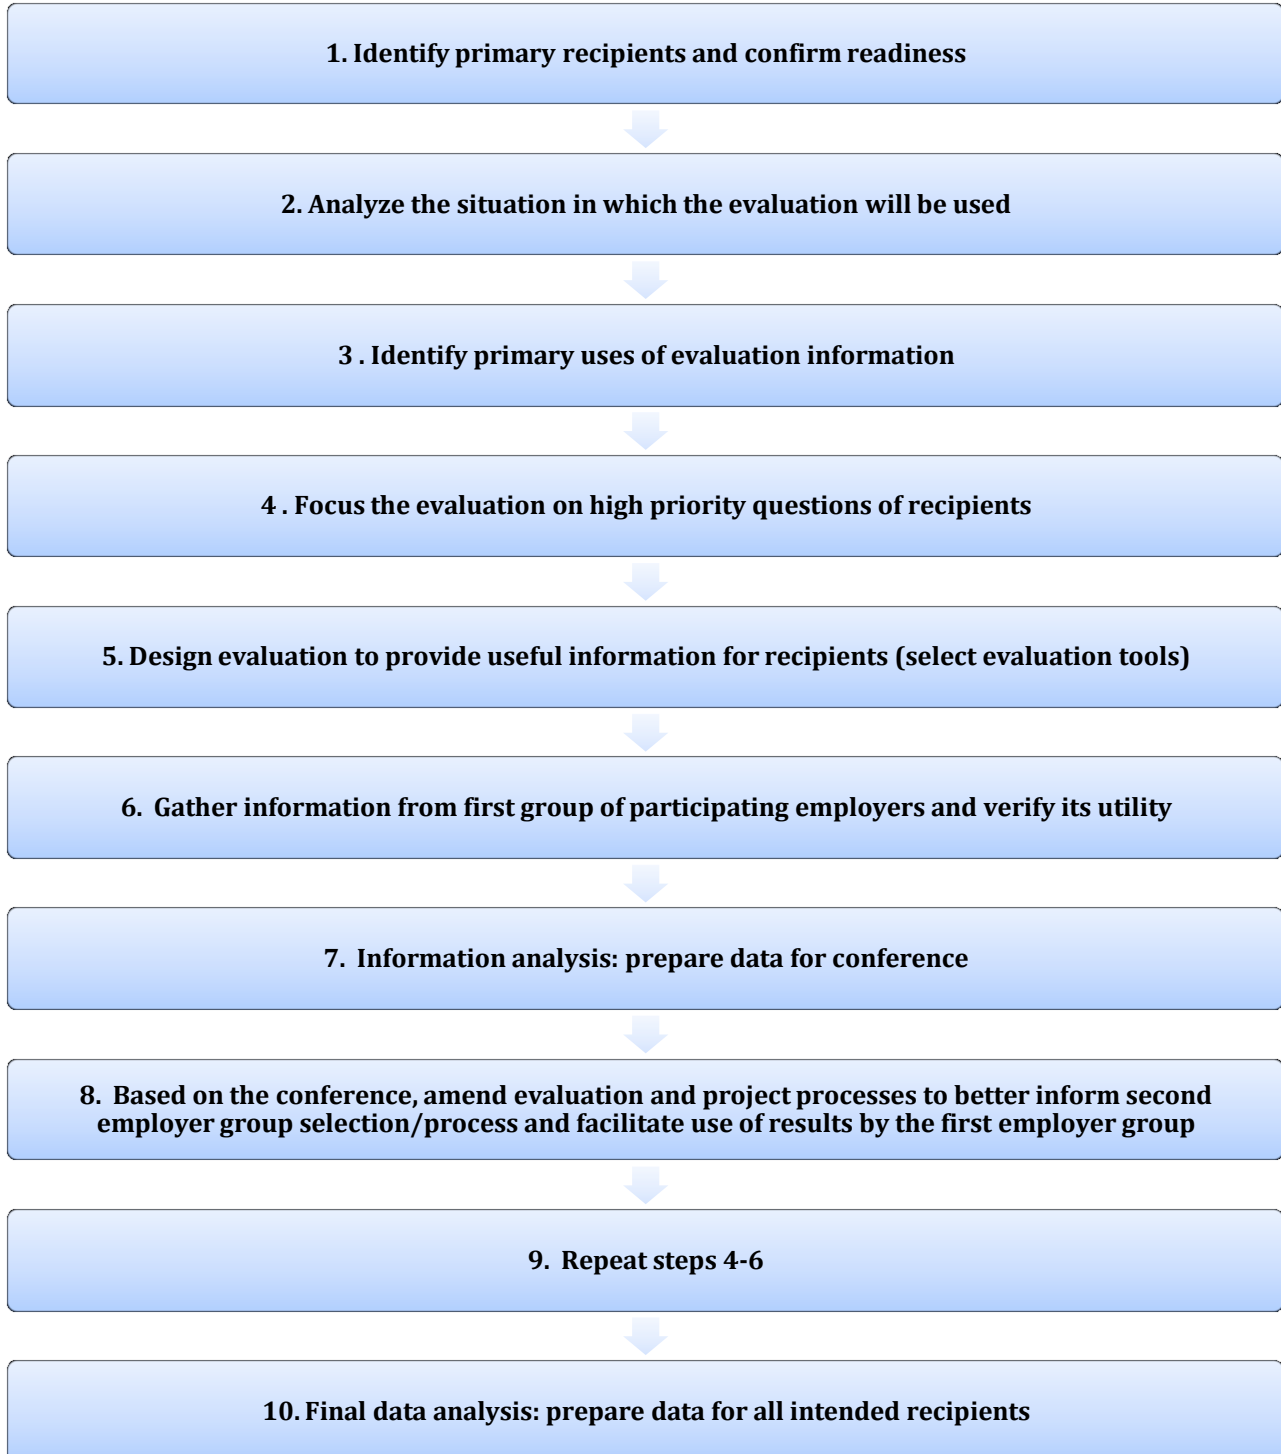 1. Identify primary recipients and confirm readiness
2. Analyze the situation in which the evaluation will be used
3 . Identify primary uses of evaluation information
4 . Focus the evaluation on high priority questions of recipients
5. Design evaluation to provide useful information for recipients (select evaluation tools)
6.  Gather information from first group of participating employers and verify its utility
7.  Information analysis: prepare data for conference
8.  Based on the conference, amend evaluation and project processes to better inform second
employer group selection/process and facilitate use of results by the first employer group
9.  Repeat steps 4-6
10. Final data analysis: prepare data for all intended recipients